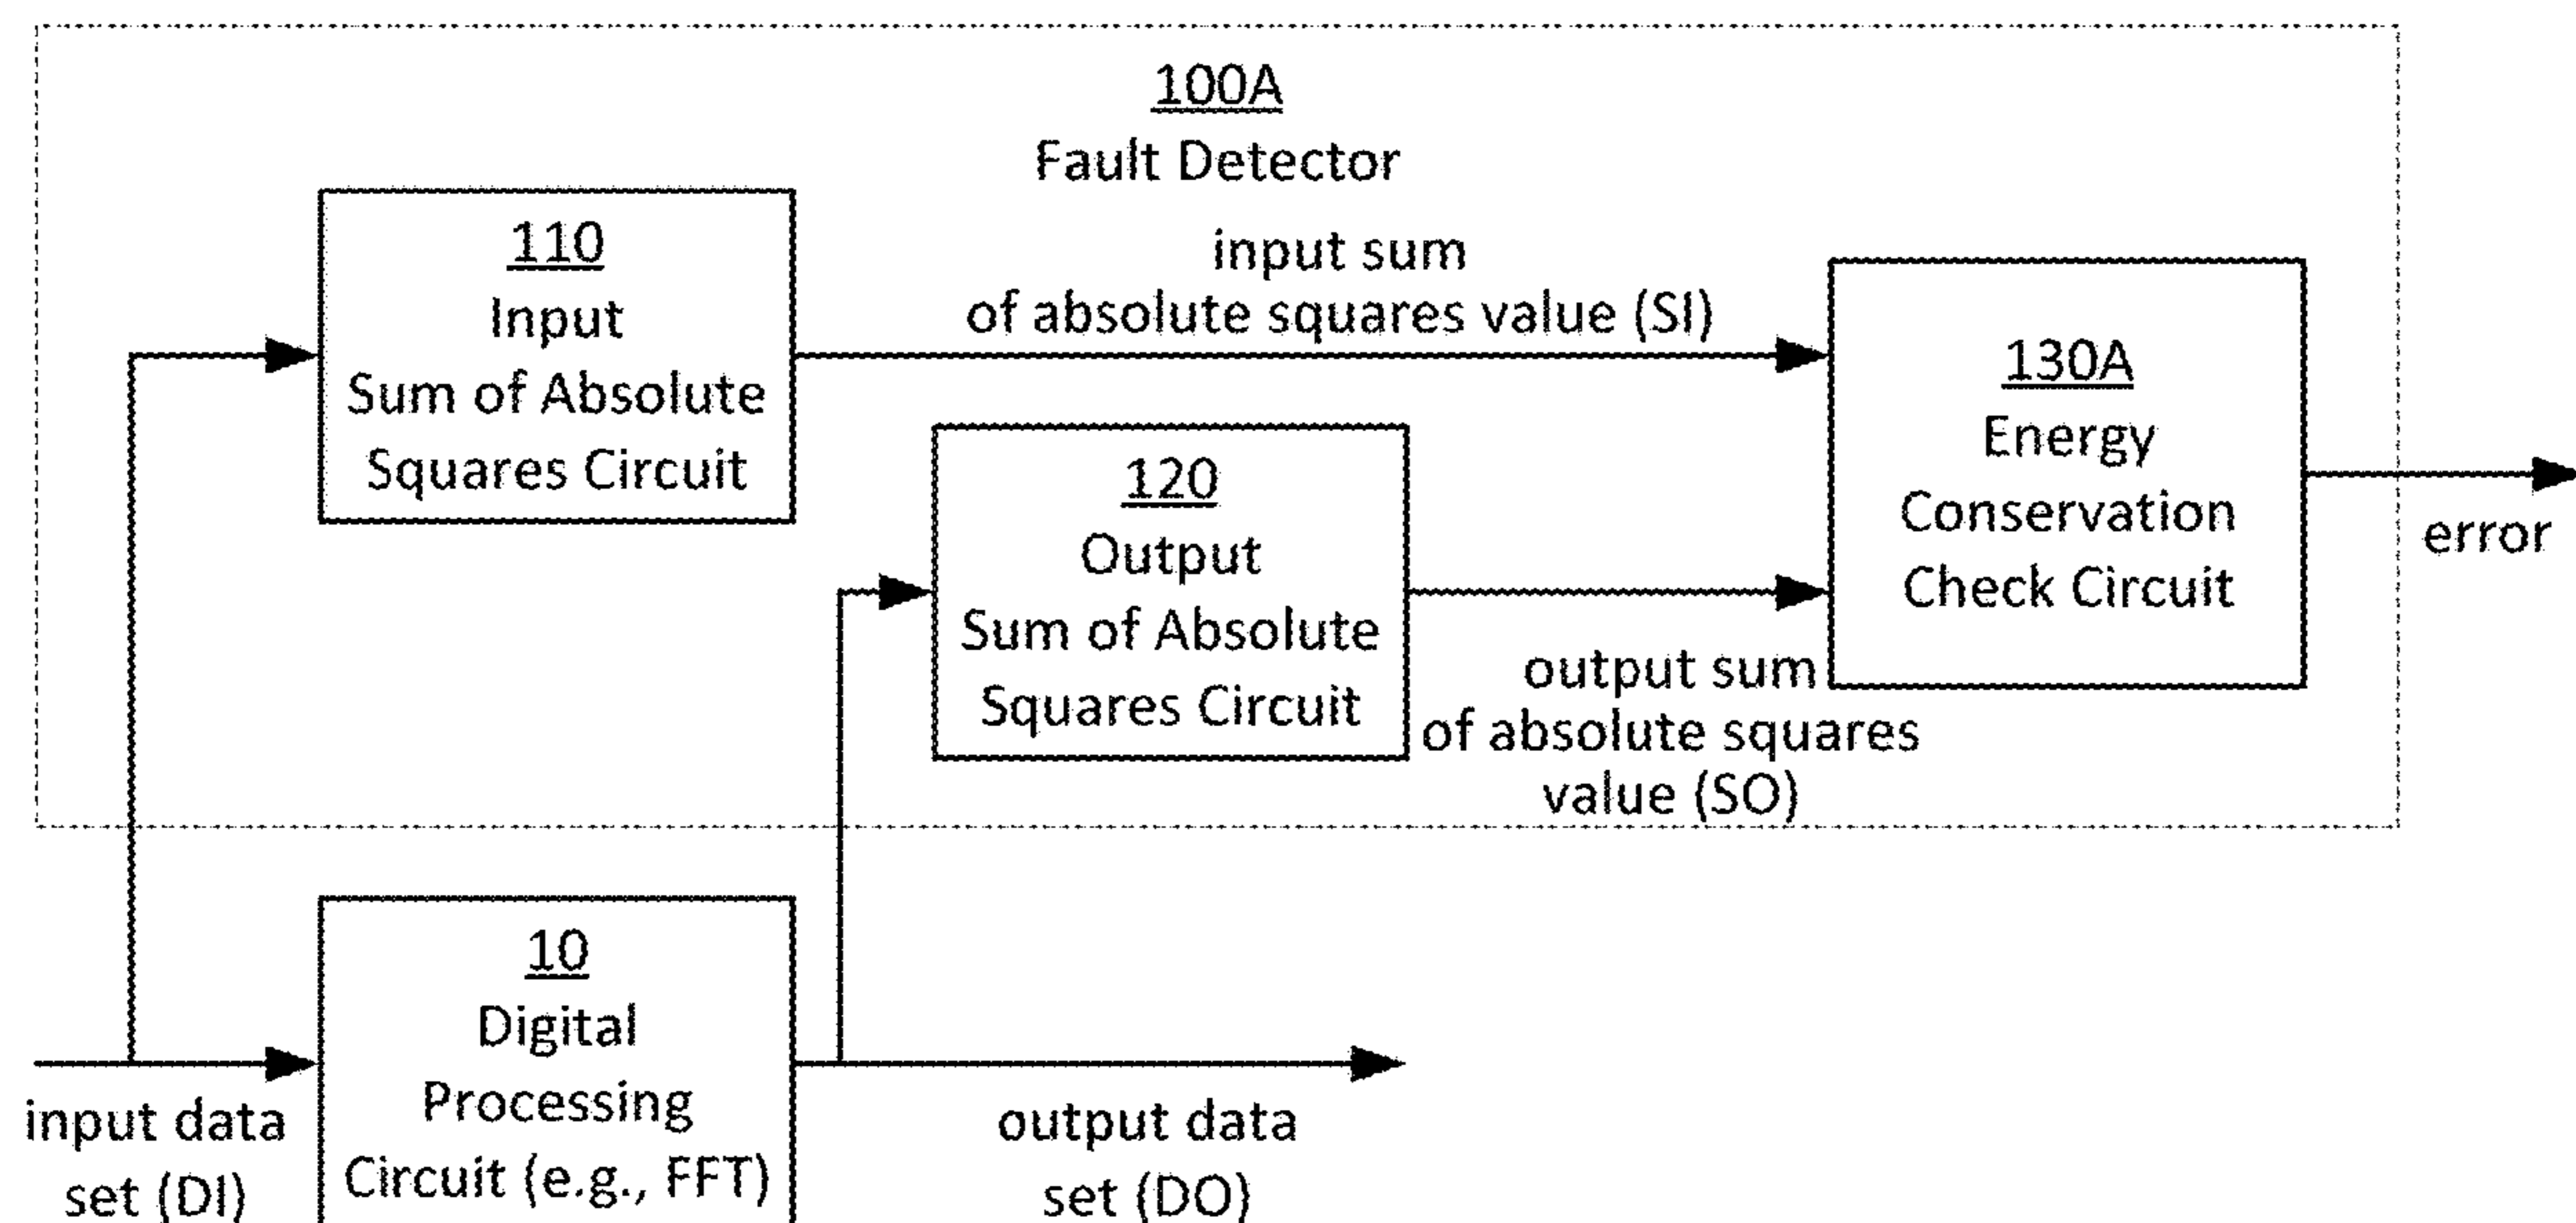 100A
Fault Detector
110
Input
Sum of Absolute
Squares Circuit
input sum
of absolute squares value (SI)
120
Output
Sum of Absolute
Squares Circuit
130A
Energy
Conservation
Check Circuit
error
output sum
of absolute squares
value (SO)
10
Digital
Processing
Circuit (e.g., FFT)
input data
set (DI)
output data
set (DO)